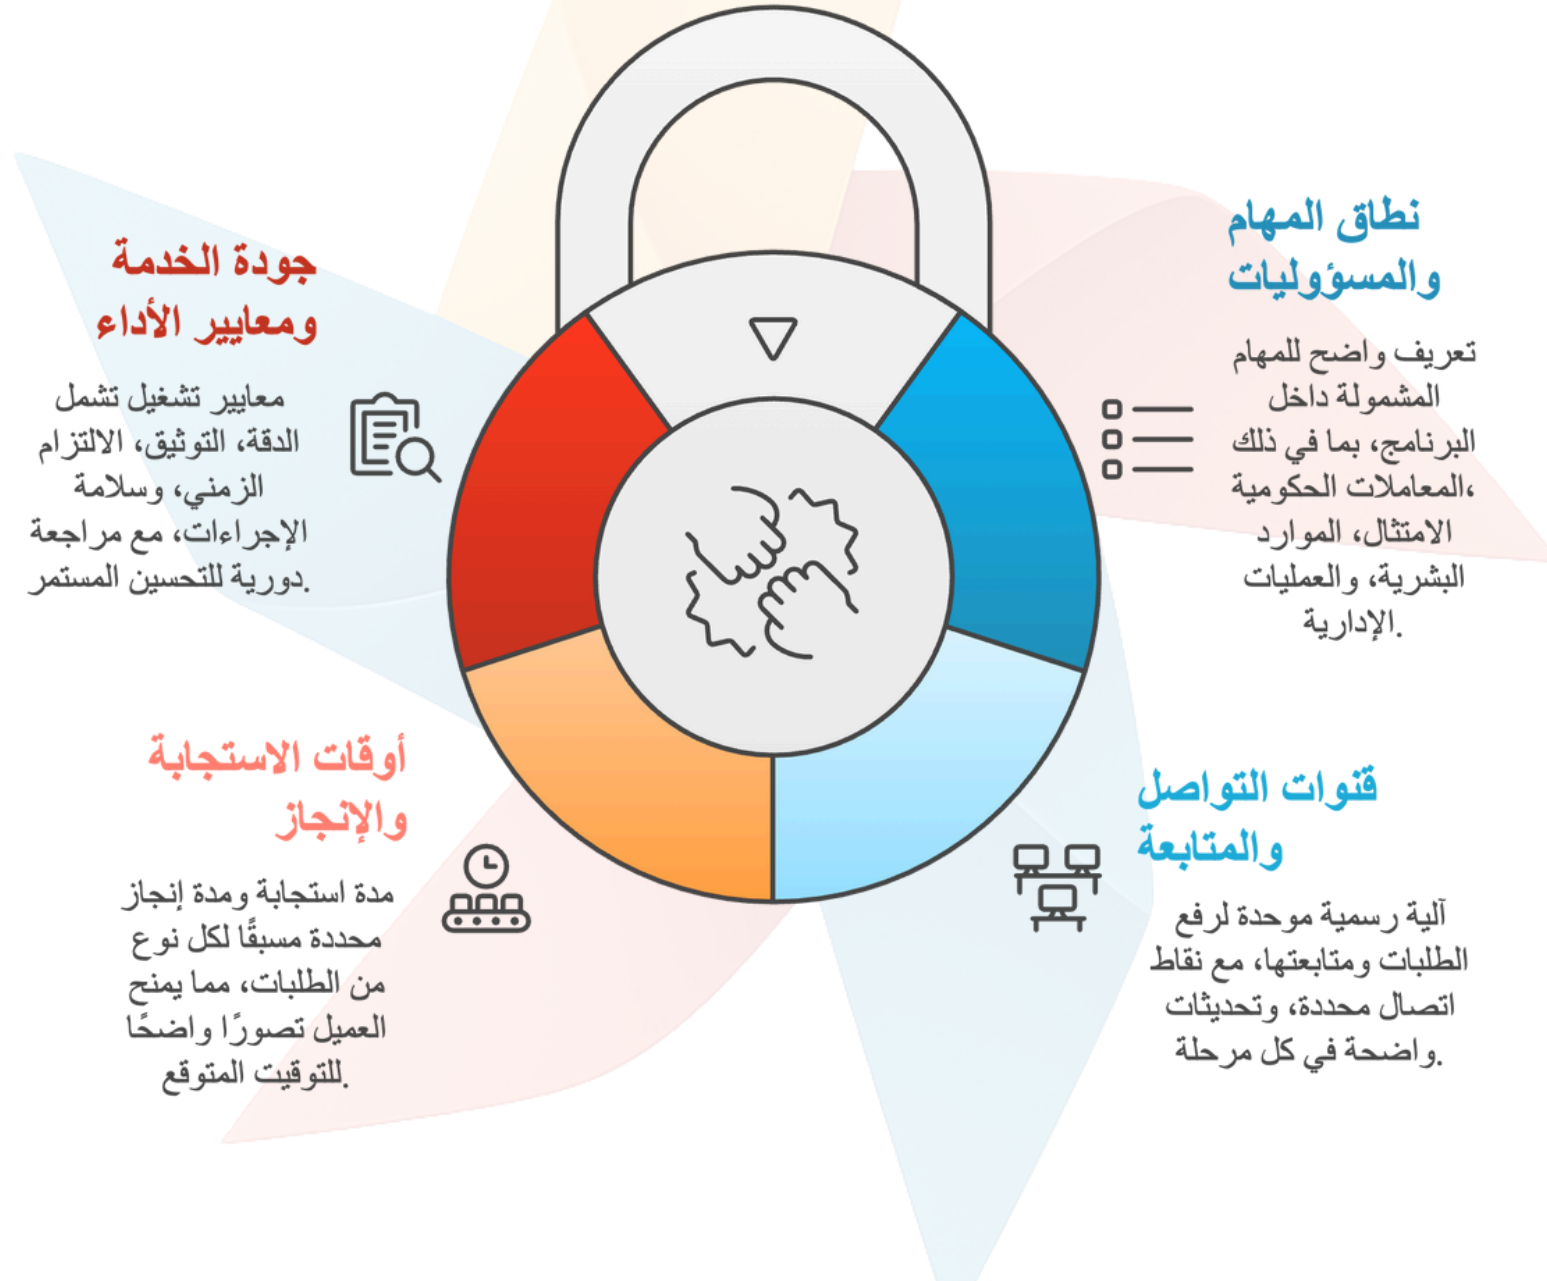 نطاق المهام
والمسؤوليات
تعريف واضح للمهام
المشمولة داخل
البرنامج، بما في ذلك
المعاملات الحكومية،
الامتثال، الموارد
البشرية، والعمليات
الإدارية.
جودة الخدمة
ومعايير الأداء
معايير تشغيل تشمل
الدقة، التوثيق، الالتزام
الزمني، وسلامة
الإجراءات، مع مراجعة
دورية للتحسين المستمر.
قنوات التواصل
والمتابعة
آلية رسمية موحدة لرفع
الطلبات ومتابعتها، مع نقاط
اتصال محددة، وتحديثات
واضحة في كل مرحلة.
أوقات الاستجابة
والإنجاز
مدة استجابة ومدة إنجاز
محددة مسبقًا لكل نوع
من الطلبات، مما يمنح
العميل تصورًا واضحًا
للتوقيت المتوقع.